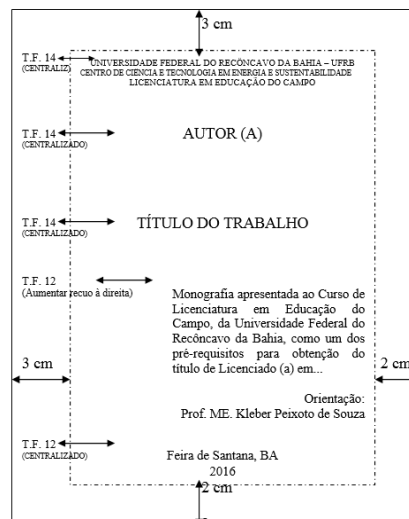 3 cm
T.F. 14
(CENTRALIZ)
UNIVERSIDADE FEDERAL DO RECÔNCAVO DA BAHIA – UFRB
CENTRO DE CIÊNCIA E TECNOLOGIA EM ENERGIA E SUSTENTABILIDADE
LICENCIATURA EM EDUCAÇÃO DO CAMPO
T.F. 14
(CENTRALIZADO)
AUTOR (A)
T.F. 14
(CENTRALIZADO)
TÍTULO DO TRABALHO
T.F. 12
(Aumentar recuo à direita)
Monografia apresentada ao Curso de
Licenciatura em Educação do
Campo, da Universidade Federal do
Recôncavo da Bahia, como um dos
pré-requisitos para obtenção do
título de Licenciado (a) em...
3 cm
2 cm
Orientação:
Prof. ME. Kleber Peixoto de Souza
T.F. 12
(CENTRALIZADO)
Feira de Santana, BA
2016
2 cm